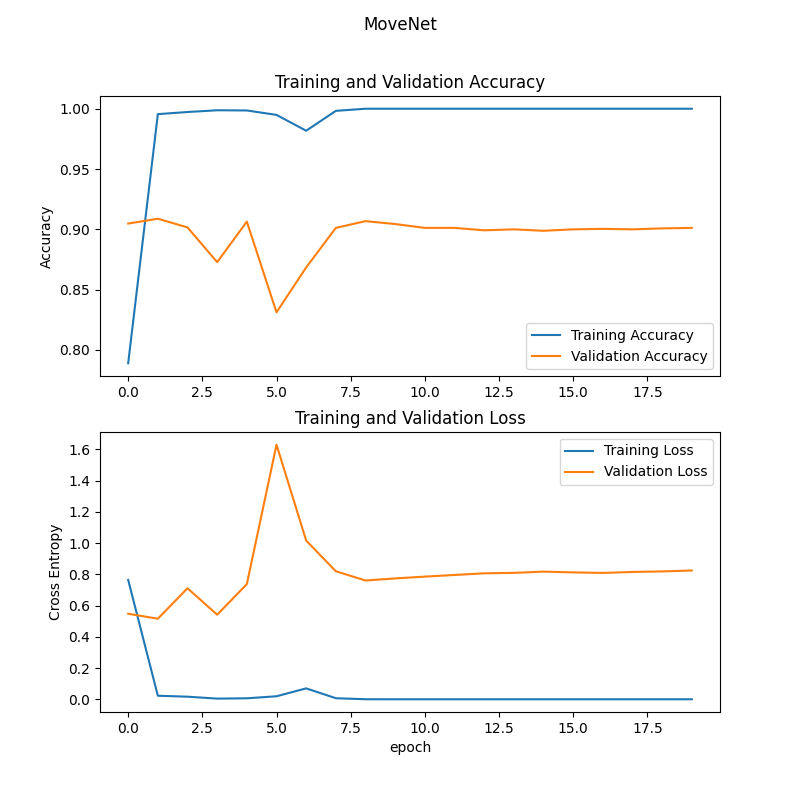 MoveNet
Training and Validation Accuracy
1.00
0.95
0.90
0.85
0.80
Accuracy
Training Accuracy
Validation Accuracy
0.0 2.5 5.0 7.5 10.0 12.5 15.0 17.5
Training and Validation Loss
1.6
1.4
1.2
1.0
0.8
0.6
0.4
0.2
0.0
Cross Entropy
Training Loss
Validation Loss
0.0 2.5 5.0 7.5 10.0 12.5 15.0 17.5
epoch